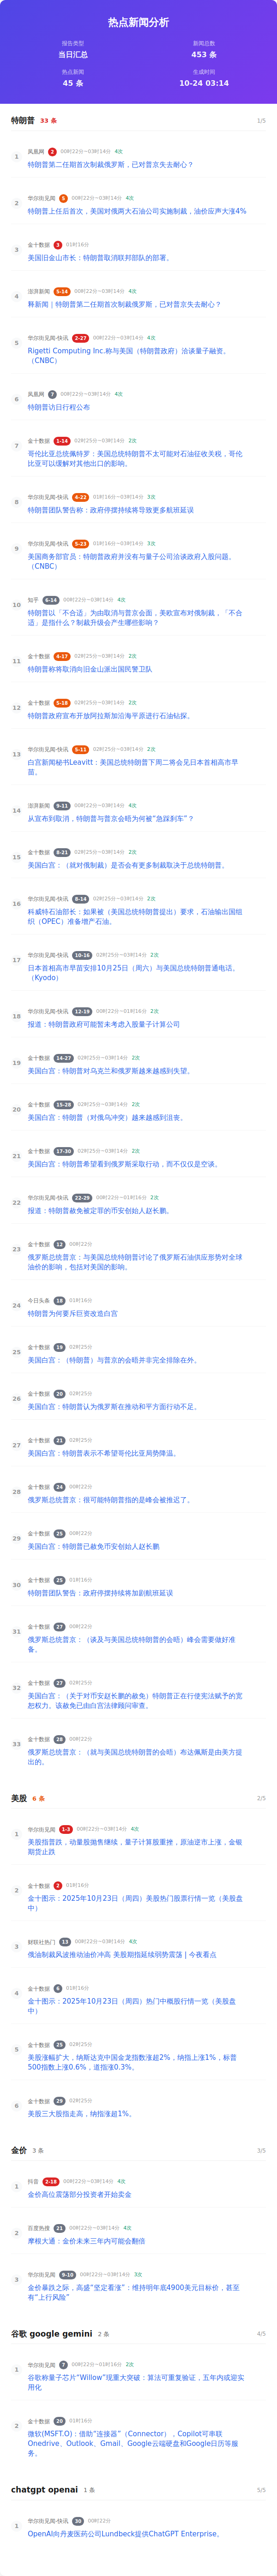 热点新闻分析
报告类型
新闻总数
当日汇总
453 条
热点新闻
生成时间
45 条
10-24 03:14
特朗普 33 条 1/5
1
凤凰网 2 00时22分~03时14分 4次
特朗普第二任期首次制裁俄罗斯，已对普京失去耐心？
2
华尔街见闻 5 00时22分~03时14分 4次
特朗普上任后首次，美国对俄两大石油公司实施制裁，油价应声大涨4%
3
金十数据 3 01时16分
美国旧金山市长：特朗普取消联邦部队的部署。
4
澎湃新闻 5-14 00时22分~03时14分 4次
释新闻｜特朗普第二任期首次制裁俄罗斯，已对普京失去耐心？
5
华尔街见闻-快讯 2-27 00时22分~03时14分 4次
Rigetti Computing Inc.称与美国（特朗普政府）洽谈量子融资。
（CNBC）
6
凤凰网 7 00时22分~03时14分 4次
特朗普访日行程公布
7
金十数据 1-14 02时25分~03时14分 2次
哥伦比亚总统佩特罗：美国总统特朗普不太可能对石油征收关税，哥伦
比亚可以缓解对其他出口的影响。
8
华尔街见闻-快讯 4-22 01时16分~03时14分 3次
特朗普团队警告称：政府停摆持续将导致更多航班延误
9
华尔街见闻-快讯 5-23 01时16分~03时14分 3次
美国商务部官员：特朗普政府并没有与量子公司洽谈政府入股问题。
（CNBC）
10
知乎 6-14 00时22分~03时14分 4次
特朗普以「不合适」为由取消与普京会面，美欧宣布对俄制裁，「不合
适」是指什么？制裁升级会产生哪些影响？
11
金十数据 4-17 02时25分~03时14分 2次
特朗普称将取消向旧金山派出国民警卫队
12
金十数据 5-18 02时25分~03时14分 2次
特朗普政府宣布开放阿拉斯加沿海平原进行石油钻探。
13
华尔街见闻-快讯 5-11 02时25分~03时14分 2次
白宫新闻秘书Leavitt：美国总统特朗普下周二将会见日本首相高市早
苗。
14
澎湃新闻 9-11 00时22分~03时14分 4次
从宣布到取消，特朗普与普京会晤为何被“急踩刹车”？
15
金十数据 8-21 02时25分~03时14分 2次
美国白宫：（就对俄制裁）是否会有更多制裁取决于总统特朗普。
16
华尔街见闻-快讯 8-14 02时25分~03时14分 2次
科威特石油部长：如果被（美国总统特朗普提出）要求，石油输出国组
织（OPEC）准备增产石油。
17
华尔街见闻-快讯 10-16 02时25分~03时14分 2次
日本首相高市早苗安排10月25日（周六）与美国总统特朗普通电话。
（Kyodo）
18
华尔街见闻-快讯 12-19 00时22分~01时16分 2次
报道：特朗普政府可能暂未考虑入股量子计算公司
19
金十数据 14-27 02时25分~03时14分 2次
美国白宫：特朗普对乌克兰和俄罗斯越来越感到失望。
20
金十数据 15-28 02时25分~03时14分 2次
美国白宫：特朗普（对俄乌冲突）越来越感到沮丧。
21
金十数据 17-30 02时25分~03时14分 2次
美国白宫：特朗普希望看到俄罗斯采取行动，而不仅仅是空谈。
22
华尔街见闻-快讯 22-29 00时22分~01时16分 2次
报道：特朗普赦免被定罪的币安创始人赵长鹏。
23
金十数据 12 00时22分
俄罗斯总统普京：与美国总统特朗普讨论了俄罗斯石油供应形势对全球
油价的影响，包括对美国的影响。
24
今日头条 18 01时16分
特朗普为何要斥巨资改造白宫
25
金十数据 19 02时25分
美国白宫：（特朗普）与普京的会晤并非完全排除在外。
26
金十数据 20 02时25分
美国白宫：特朗普认为俄罗斯在推动和平方面行动不足。
27
金十数据 21 02时25分
美国白宫：特朗普表示不希望哥伦比亚局势降温。
28
金十数据 24 00时22分
俄罗斯总统普京：很可能特朗普指的是峰会被推迟了。
29
金十数据 25 00时22分
美国白宫：特朗普已赦免币安创始人赵长鹏
30
金十数据 25 01时16分
特朗普团队警告：政府停摆持续将加剧航班延误
31
金十数据 27 00时22分
俄罗斯总统普京：（谈及与美国总统特朗普的会晤）峰会需要做好准
备。
32
金十数据 27 02时25分
美国白宫：（关于对币安赵长鹏的赦免）特朗普正在行使宪法赋予的宽
恕权力。该赦免已由白宫法律顾问审查。
33
金十数据 28 00时22分
俄罗斯总统普京：（就与美国总统特朗普的会晤）布达佩斯是由美方提
出的。
美股 6 条 2/5
1
华尔街见闻 1-3 00时22分~03时14分 4次
美股指普跌，动量股抛售继续，量子计算股重挫，原油逆市上涨，金银
期货止跌
2
金十数据 2 01时16分
金十图示：2025年10月23日（周四）美股热门股票行情一览（美股盘
中）
3
财联社热门 13 00时22分~03时14分 4次
俄油制裁风波推动油价冲高 美股期指延续弱势震荡 | 今夜看点
4
金十数据 6 01时16分
金十图示：2025年10月23日（周四）热门中概股行情一览（美股盘
中）
5
金十数据 25 02时25分
美股涨幅扩大，纳斯达克中国金龙指数涨超2%，纳指上涨1%，标普
500指数上涨0.6%，道指涨0.3%。
6
金十数据 29 02时25分
美股三大股指走高，纳指涨超1%。
金价 3 条 3/5
1
抖音 2-18 00时22分~03时14分 4次
金价高位震荡部分投资者开始卖金
2
百度热搜 21 00时22分~03时14分 4次
摩根大通：金价未来三年内可能会翻倍
3
华尔街见闻 9-10 00时22分~03时14分 3次
金价暴跌之际，高盛“坚定看涨”：维持明年底4900美元目标价，甚至
有“上行风险”
谷歌 google gemini 2 条 4/5
1
华尔街见闻 7 00时22分~01时16分 2次
谷歌称量子芯片“Willow”现重大突破：算法可重复验证，五年内或迎实
用化
2
金十数据 20 01时16分
微软(MSFT.O)：借助“连接器”（Connector），Copilot可串联
Onedrive、Outlook、Gmail、Google云端硬盘和Google日历等服
务。
chatgpt openai 1 条 5/5
1
华尔街见闻-快讯 30 00时22分
OpenAI向丹麦医药公司Lundbeck提供ChatGPT Enterprise。